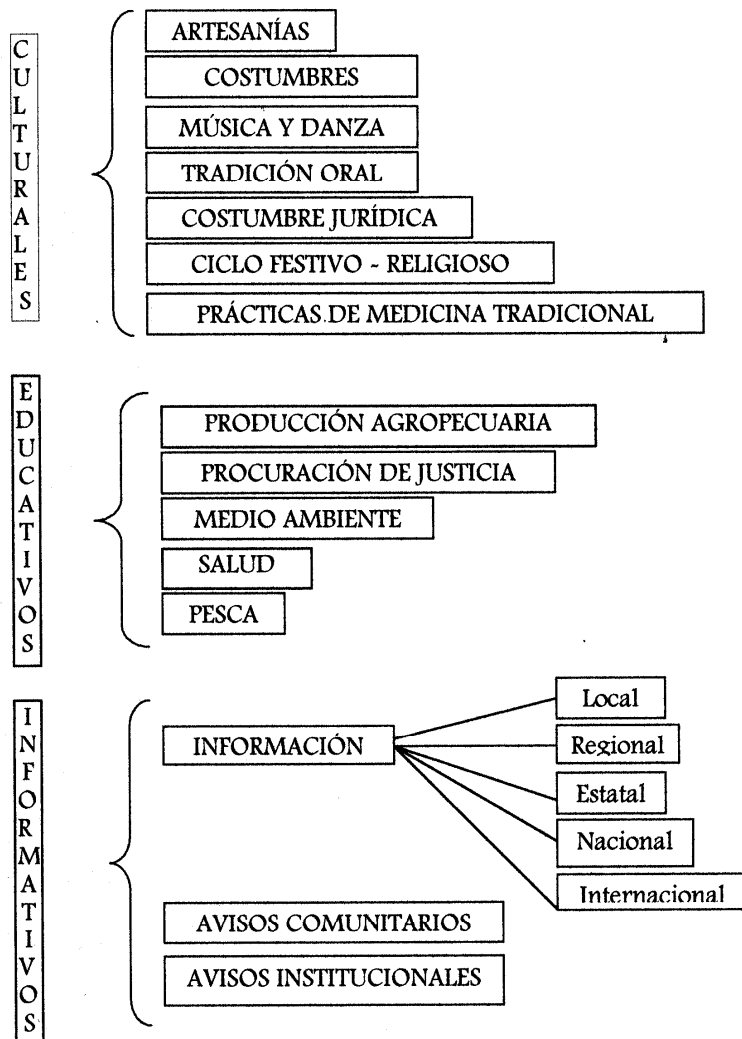 CULTURALES
ARTESANÍAS
COSTUMBRES
MÚSICA Y DANZA
TRADICIÓN ORAL
COSTUMBRE JURÍDICA
CICLO FESTIVO - RELIGIOSO
PRÁCTICAS DE MEDICINA TRADICIONAL
EDUCATIVOS
PRODUCCIÓN AGROPECUARIA
PROCURACIÓN DE JUSTICIA
MEDIO AMBIENTE
SALUD
PESCA
INFORMATIVOS
INFORMACIÓN
Local
Regional
Estatal
Nacional
Internacional
AVISOS COMUNITARIOS
AVISOS INSTITUCIONALES